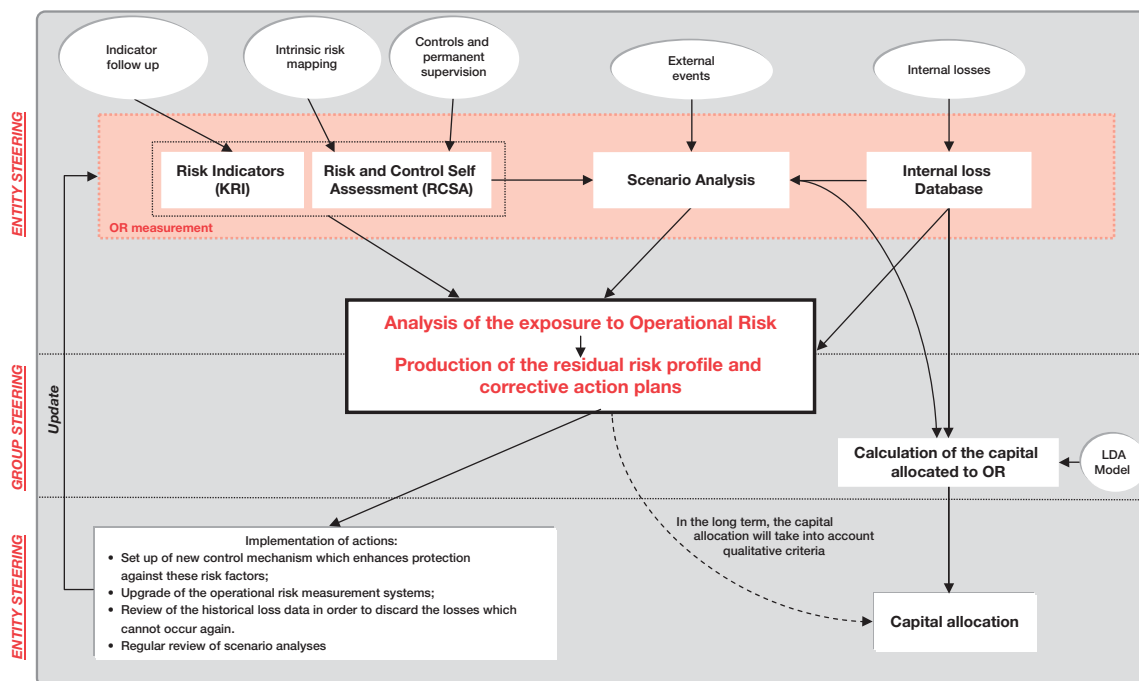 Indicator
follow up
Intrinsic risk
mapping
Controls and
permanent
supervision
External
events
Internal losses
ENTITY STEERING
Risk Indicators
(KRI)
Risk and Control Self
Assessment (RCSA)
Scenario Analysis
Internal loss
Database
OR measurement
Analysis of the exposure to Operational Risk
Production of the residual risk profile and
corrective action plans
GROUP STEERING
Update
Calculation of the capital
allocated to OR
LDA
Model
ENTITY STEERING
Implementation of actions:
• Set up of new control mechanism which enhances protection
against these risk factors;
• Upgrade of the operational risk measurement systems;
• Review of the historical loss data in order to discard the losses which
cannot occur again.
• Regular review of scenario analyses
In the long term, the capital
allocation will take into account
qualitative criteria
Capital allocation